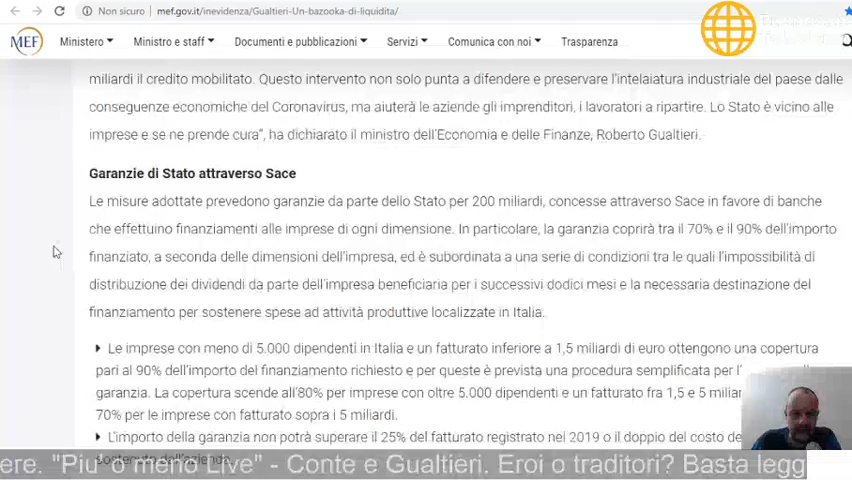 Non sicuro | mef.gov.it/inevidenza/Gualtieri-Un-bazooka-di-liquidita/
MEF Ministero Ministro e staff Documenti e pubblicazioni Servizi Comunica con noi Trasparenza
miliardi il credito mobilitato. Questo intervento non solo punta a difendere e preservare l'intelaiatura industriale del paese dalle
conseguenze economiche del Coronavirus, ma aiuterà le aziende gli imprenditori, i lavoratori a ripartire. Lo Stato è vicino alle
imprese e se ne prende cura", ha dichiarato il ministro dell'Economia e delle Finanze, Roberto Gualtieri.
Garanzie di Stato attraverso Sace
Le misure adottate prevedono garanzie da parte dello Stato per 200 miliardi, concesse attraverso Sace in favore di banche
che effettuino finanziamenti alle imprese di ogni dimensione. In particolare, la garanzia coprirà tra il 70% e il 90% dell'importo
finanziato, a seconda delle dimensioni dell'impresa, ed è subordinata a una serie di condizioni tra le quali l'impossibilità di
distribuzione dei dividendi da parte dell'impresa beneficiaria per i successivi dodici mesi e la necessaria destinazione del
finanziamento per sostenere spese ad attività produttive localizzate in Italia.
Le imprese con meno di 5.000 dipendenti in Italia e un fatturato inferiore a 1,5 miliardi di euro ottengono una copertura
pari al 90% dell'importo del finanziamento richiesto e per queste è prevista una procedura semplificata per l'
garanzia. La copertura scende all'80% per imprese con oltre 5.000 dipendenti e un fatturato fra 1,5 e 5 miliar
70% per le imprese con fatturato sopra i 5 miliardi.
L'importo della garanzia non potrà superare il 25% del fatturato registrato nel 2019 o il doppio del costo de
sostenuto dall'azienda.
ere. "Piu' o meno Live" - Conte e Gualtieri. Eroi o traditori? Basta legg